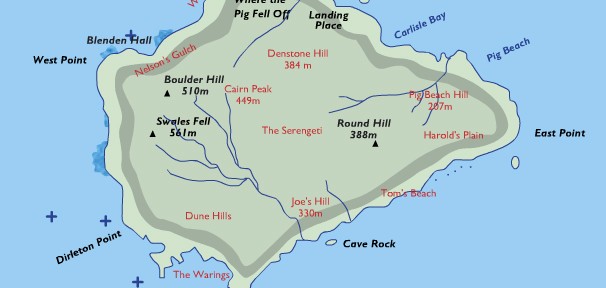 Where the
Pig Fell Off
Landing
Place
Carlisle Bay
Pig Beach
Blenden Hall
West Point
Nelson's Gulch
Denstone Hill
384 m
Boulder Hill
510m
Cairn Peak
449m
Pig Beach Hill
207m
Swales Fell
561m
The Serengeti
Round Hill
388m
Harold's Plain
East Point
Tom's Beach
Joe's Hill
330m
Dune Hills
Cave Rock
Dirleton Point
The Warings